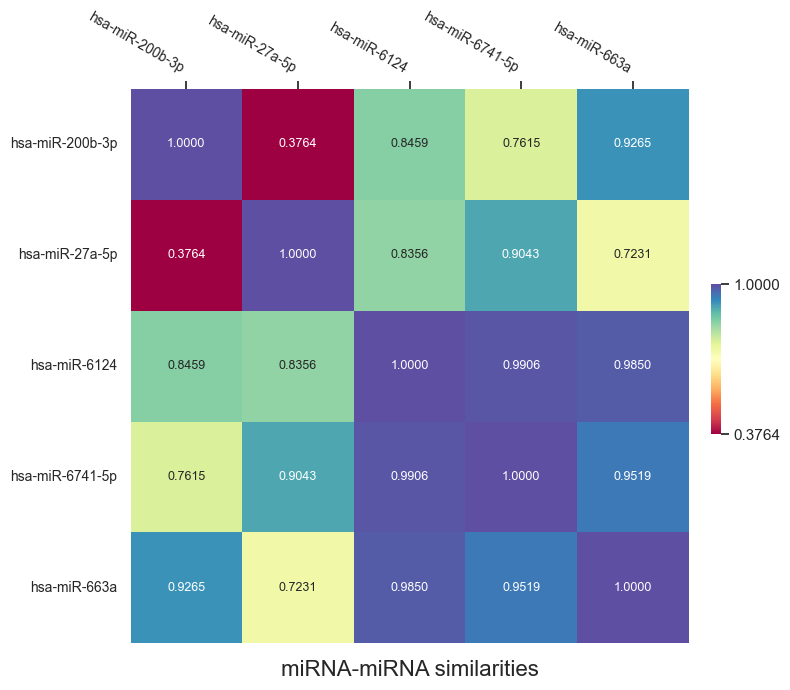 hsa-miR-200b-3p
hsa-miR-27a-5p
hsa-miR-6124
hsa-miR-6741-5p
hsa-miR-663a
hsa-miR-200b-3p 1.0000 0.3764 0.8459 0.7615 0.9265
hsa-miR-27a-5p 0.3764 1.0000 0.8356 0.9043 0.7231
hsa-miR-6124 0.8459 0.8356 1.0000 0.9906 0.9850
hsa-miR-6741-5p 0.7615 0.9043 0.9906 1.0000 0.9519
hsa-miR-663a 0.9265 0.7231 0.9850 0.9519 1.0000
1.0000
0.3764
miRNA-miRNA similarities